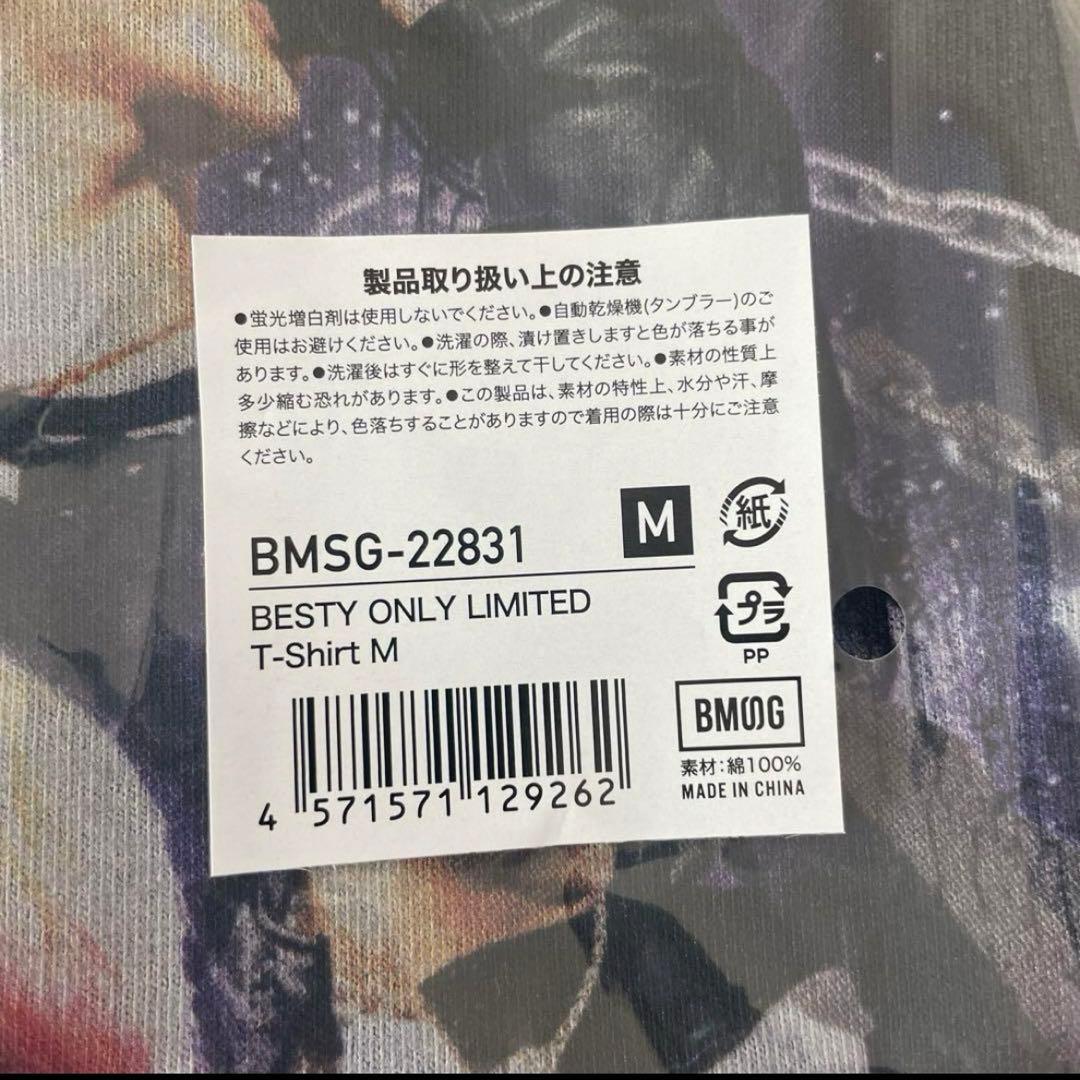 製品取り扱い上の注意
●蛍光増白剤は使用しないでください。●自動乾燥機(タンブラー)のご
使用はお避けください。●洗濯の際、漬け置きしますと色が落ちる事が
あります。●洗濯後はすぐに形を整えて干してください。●素材の性質上
多少縮む恐れがあります。●この製品は、素材の特性上、水分や汗、摩
擦などにより、色落ちすることがありますので着用の際は十分にご注意
ください。
BMSG-22831
M
紙
BESTY ONLY LIMITED
T-Shirt M
プラ
PP
BMSG
素材:綿100%
MADE IN CHINA
4 571571 129262